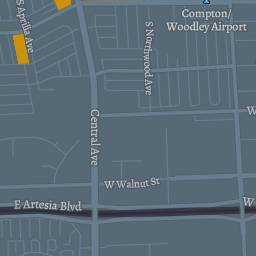 S Aprilia Ave
S Northwood Ave
Compton/
Woodley Airport
Central Ave
W
W Walnut St
E Artesia Blvd
W